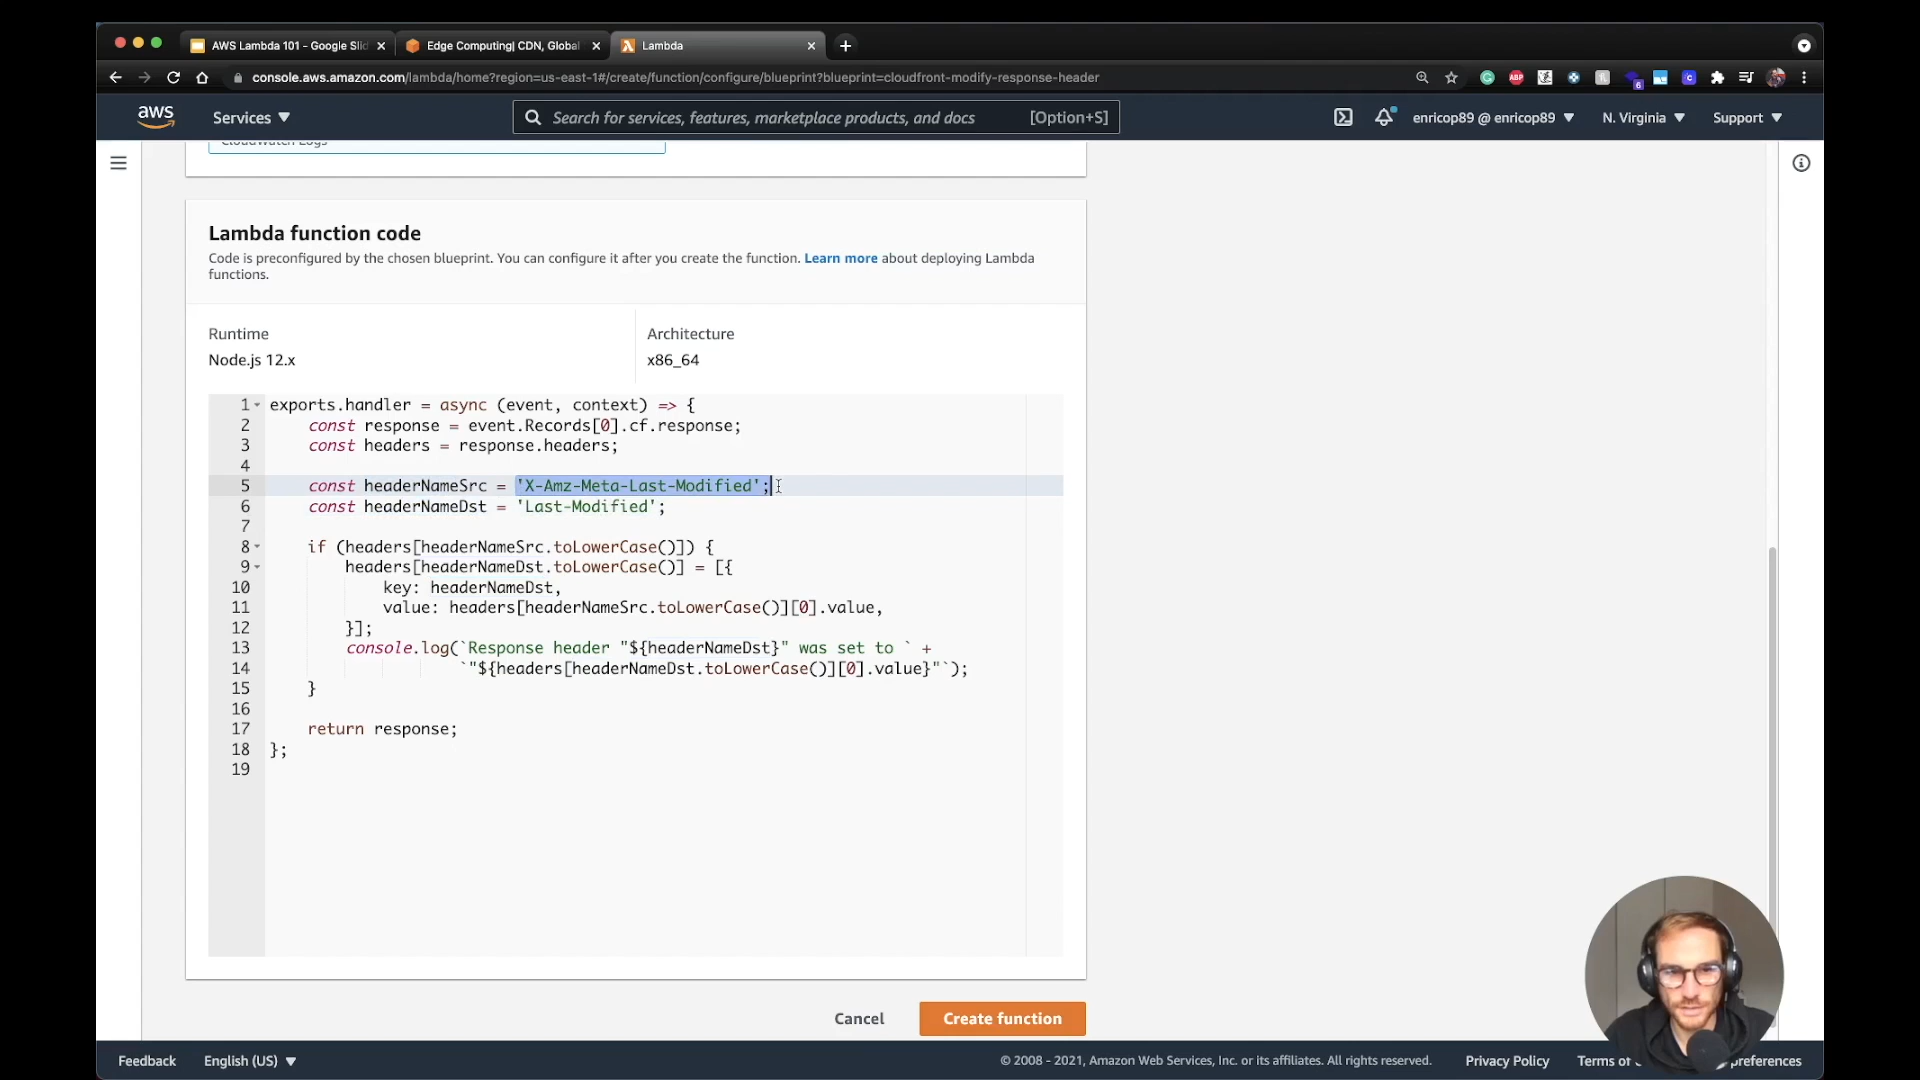 AWS Lambda 101 - Google Slid
Edge Computing| CDN, Global
Lambda
console.aws.amazon.com/lambda/home?region=us-east-1#/create/function/configure/blueprint?blueprint=cloudfront-modify-response-header
aws
Services
Search for services, features, marketplace products, and docs
[Option+S]
enricop89 @ enricop89
N. Virginia
Support
CloudWatch Logs
Lambda function code
Code is preconfigured by the chosen blueprint. You can configure it after you create the function. Learn more about deploying Lambda
functions.
Runtime
Architecture
Node.js 12.x
x86_64
1 exports.handler = async (event, context) => {
2 const response = event.Records[0].cf.response;
3 const headers = response.headers;
4
5 const headerNameSrc = 'X-Amz-Meta-Last-Modified';
6 const headerNameDst = 'Last-Modified';
7
8 if (headers[headerNameSrc.toLowerCase()]) {
9 headers[headerNameDst.toLowerCase()] = [{
10 key: headerNameDst,
11 value: headers[headerNameSrc.toLowerCase()][0].value,
12 }];
13 console.log(`Response header "${headerNameDst}" was set to ` +
14 `"${headers[headerNameDst.toLowerCase()][0].value}"`);
15 }
16
17 return response;
18 };
19
Cancel
Create function
Feedback
English (US)
© 2008 - 2021, Amazon Web Services, Inc. or its affiliates. All rights reserved.
Privacy Policy
Terms of
preferences